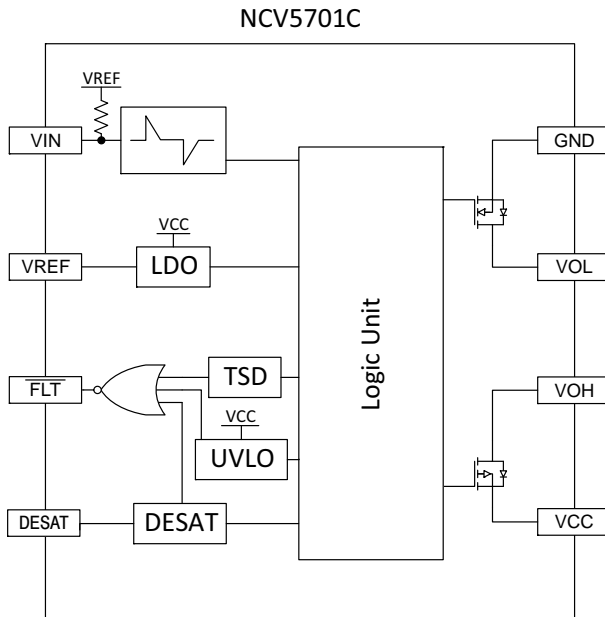 NCV5701C
VREF
VIN
GND
VCC
VREF
LDO
VOL
Logic Unit
FLT
TSD
VOH
VCC
UVLO
DESAT
DESAT
VCC